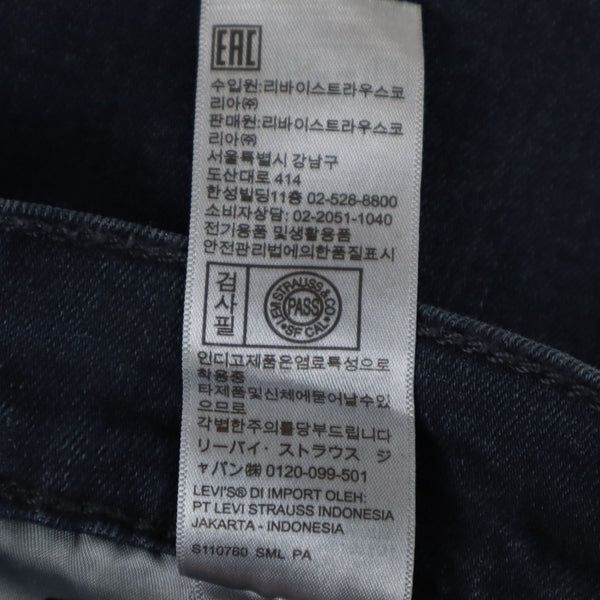 EAC
수입원:리바이스트라우스코
리아㈜
판매원:리바이스트라우스코
리아㈜
서울특별시 강남구
도산대로 414
한성빌딩11층 02-528-8800
소비자상담: 02-2051-1040
전기용품 및생활용품
안전관리법에의한품질표시
검사필
LEVI STRAUSS & CO
PASS
SF CAL
인디고제품은염료특성으로
착용중
타제품및신체에묻어날수있
으므로
각별한주의를당부드립니다
リーバイ・ストラウス ジ
ャパン㈱ 0120-099-501
LEVI'S® DI IMPORT OLEH:
PT LEVI STRAUSS INDONESIA
JAKARTA - INDONESIA
S110760 SML PA